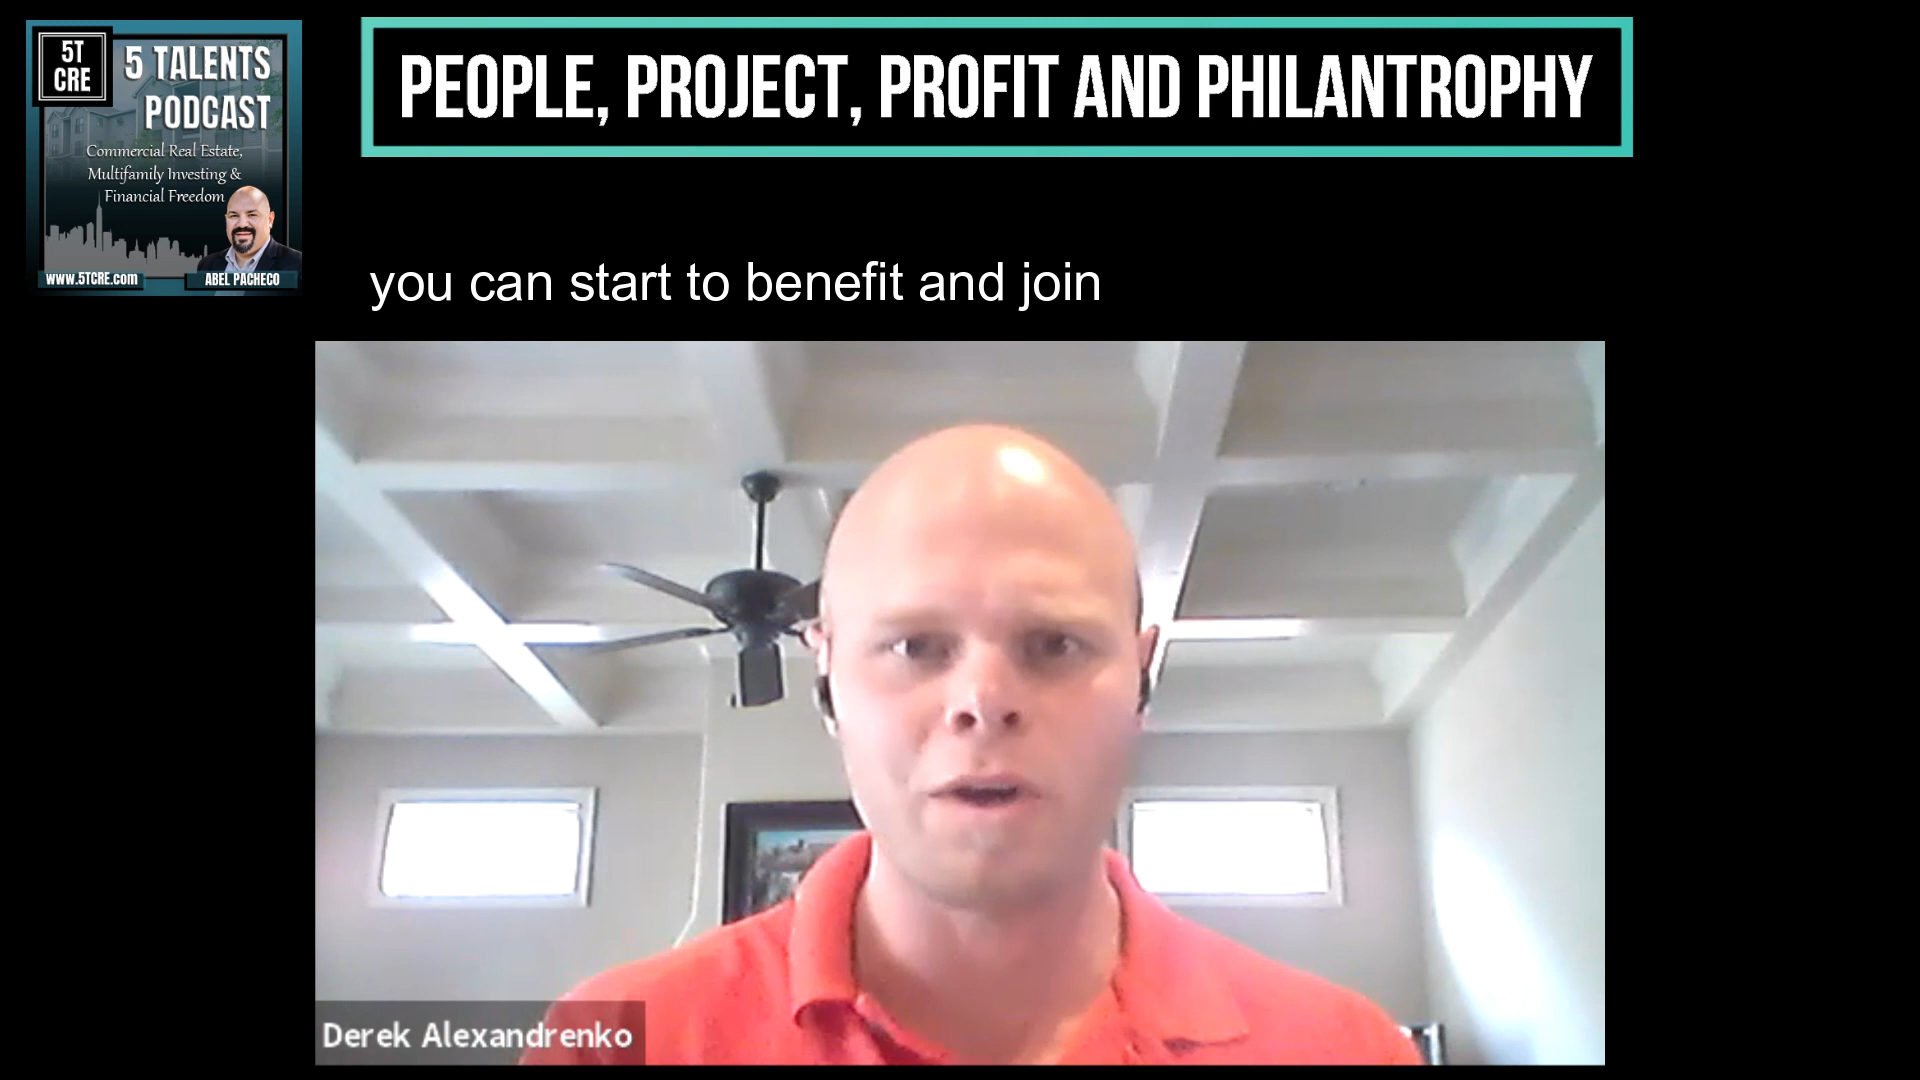 5T
CRE
5 TALENTS
PODCAST
Commercial Real Estate,
Multifamily Investing &
Financial Freedom
www.5TCRE.com
ABEL PACHECO
PEOPLE, PROJECT, PROFIT AND PHILANTROPHY
you can start to benefit and join
Derek Alexandrenko